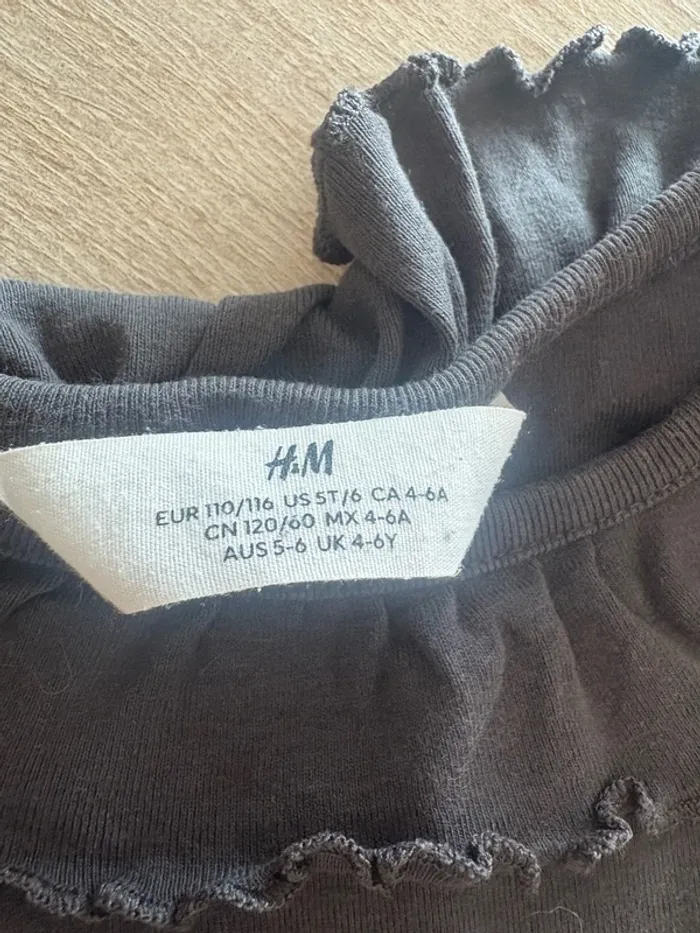 H&M
EUR 110/116 US 5T/6 CA 4-6A
CN 120/60 MX 4-6A
AUS 5-6 UK 4-6Y